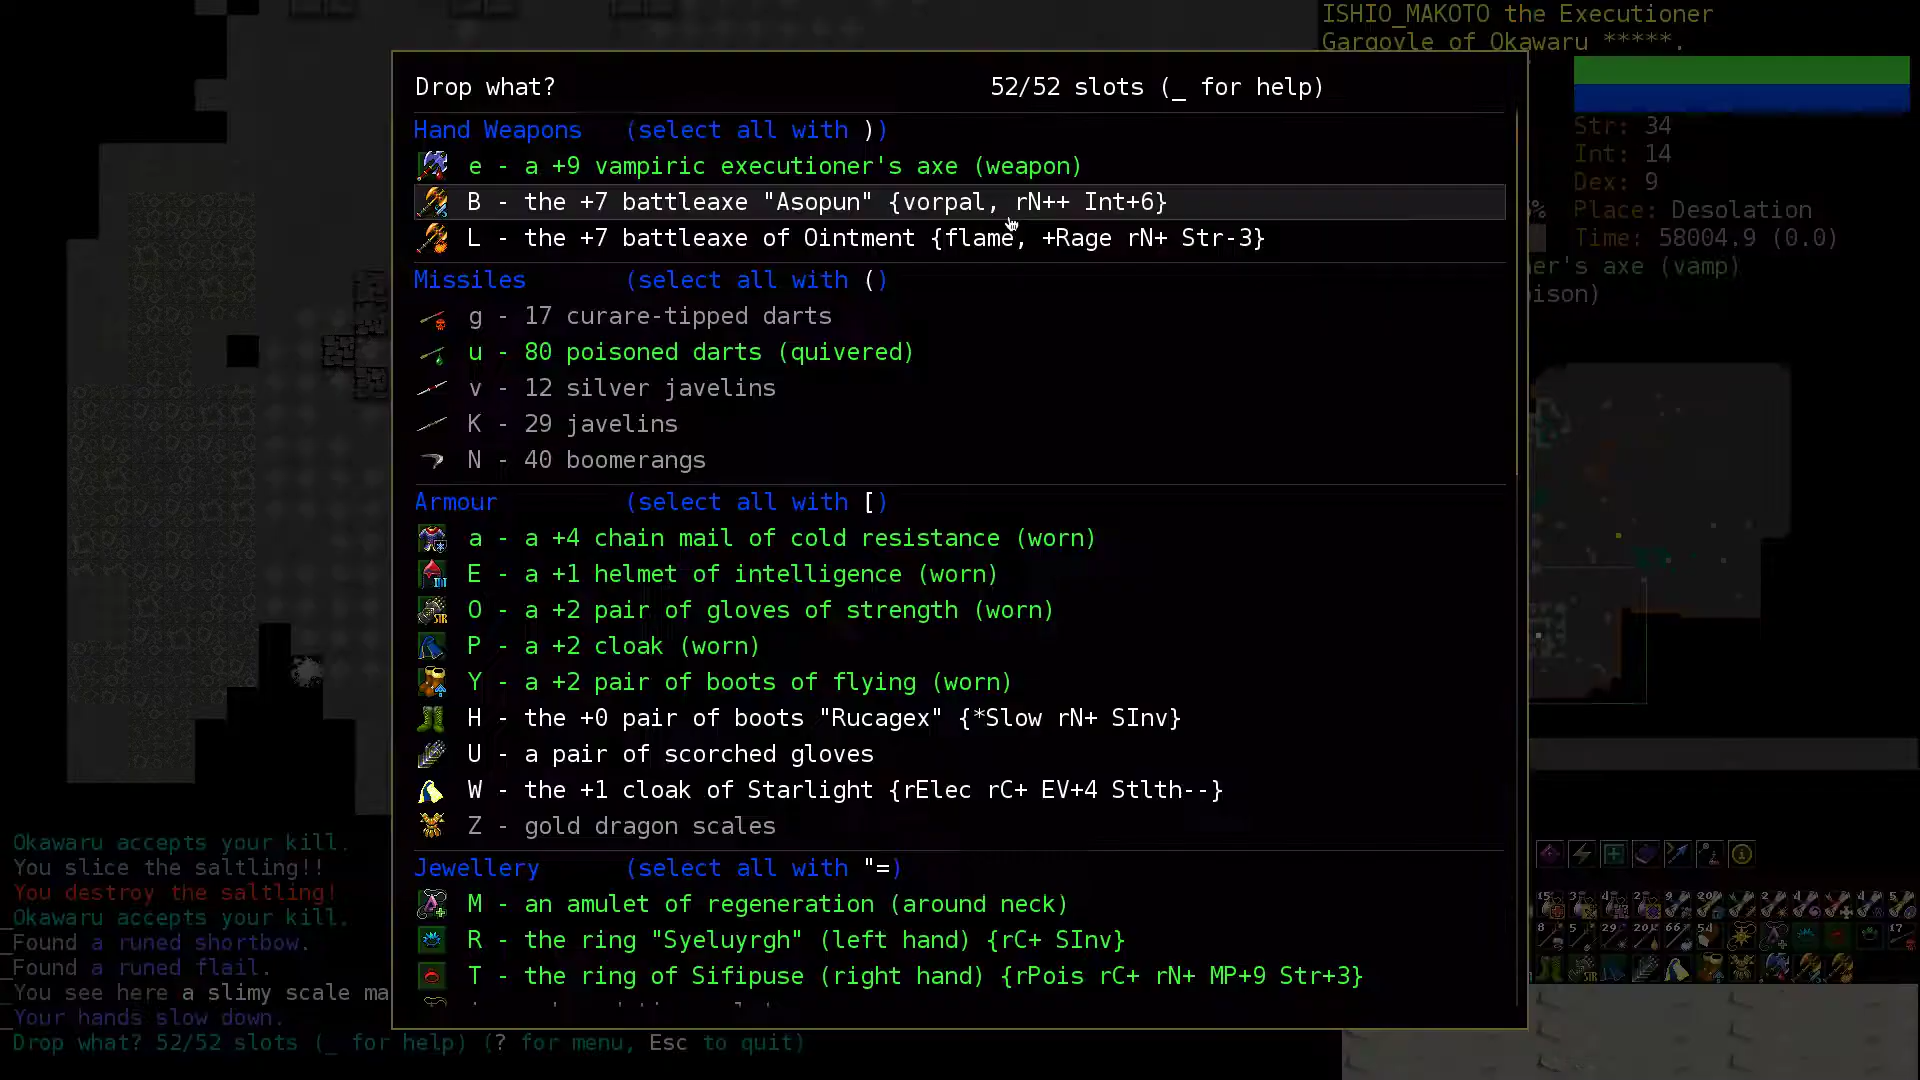 ISHIO_MAKOTO the Executioner
Gargoyle of Okawaru *****.
Drop what? 52/52 slots (_ for help)
Hand Weapons (select all with ))
e - a +9 vampiric executioner's axe (weapon)
B - the +7 battleaxe "Asopun" {vorpal, rN++ Int+6}
L - the +7 battleaxe of Ointment {flame, +Rage rN+ Str-3}
Missiles (select all with ()
g - 17 curare-tipped darts
u - 80 poisoned darts (quivered)
v - 12 silver javelins
K - 29 javelins
N - 40 boomerangs
Armour (select all with [)
a - a +4 chain mail of cold resistance (worn)
E - a +1 helmet of intelligence (worn)
O - a +2 pair of gloves of strength (worn)
P - a +2 cloak (worn)
Y - a +2 pair of boots of flying (worn)
H - the +0 pair of boots "Rucagex" {*Slow rN+ SInv}
U - a pair of scorched gloves
W - the +1 cloak of Starlight {rElec rC+ EV+4 Stlth--}
Z - gold dragon scales
Jewellery (select all with "=)
M - an amulet of regeneration (around neck)
R - the ring "Syeluyrgh" (left hand) {rC+ SInv}
T - the ring of Sifipuse (right hand) {rPois rC+ rN+ MP+9 Str+3}
Str: 34
Int: 14
Dex: 9
% Place: Desolation
Time: 58004.9 (0.0)
er's axe (vamp)
ison)
Okawaru accepts your kill.
You slice the saltling!!
You destroy the saltling!
Okawaru accepts your kill.
_Found a runed shortbow.
_Found a runed flail.
_You see here a slimy scale ma
_Your hands slow down.
Drop what? 52/52 slots (_ for help) (? for menu, Esc to quit)